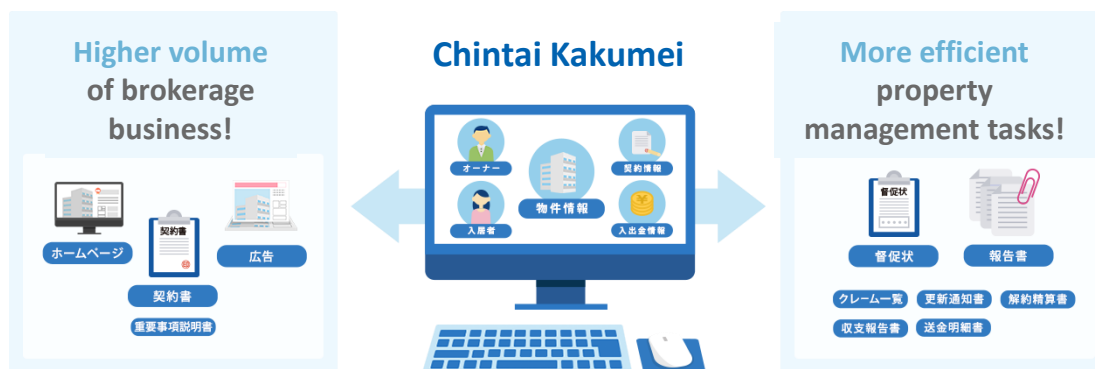 Higher volume
of brokerage
business!
契約書
ホームページ
広告
契約書
重要事項説明書
Chintai Kakumei
オーナー
契約情報
物件情報
入居者
入出金情報
More efficient
property
management tasks!
督促状
督促状
報告書
クレーム一覧
更新通知書
解約精算書
収支報告書
送金明細書